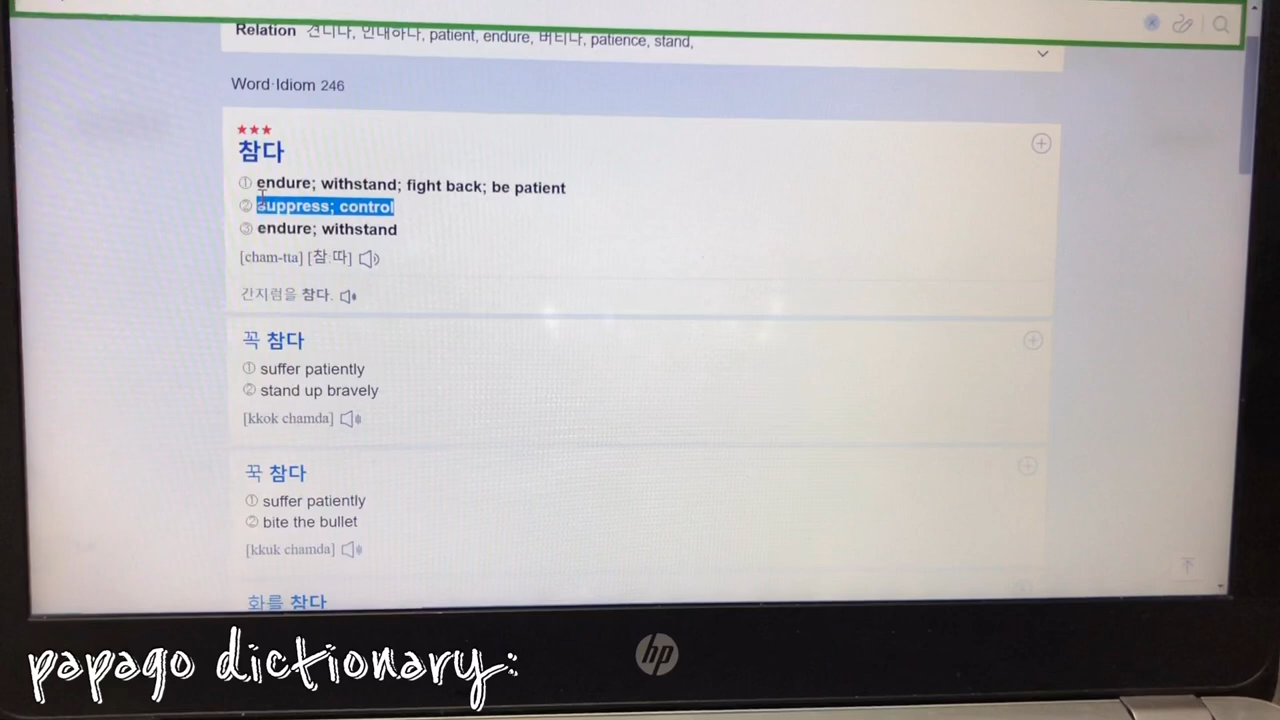 Relation 견디다, 인내하다, patient, endure, 버티다, patience, stand,
Word·Idiom 246
★★★
참다
① endure; withstand; fight back; be patient
② suppress; control
③ endure; withstand
[cham-tta] [참:따]
간지럼을 참다.
꼭 참다
① suffer patiently
② stand up bravely
[kkok chamda]
꾹 참다
① suffer patiently
② bite the bullet
[kkuk chamda]
화를 참다
hp
papago dictionary: